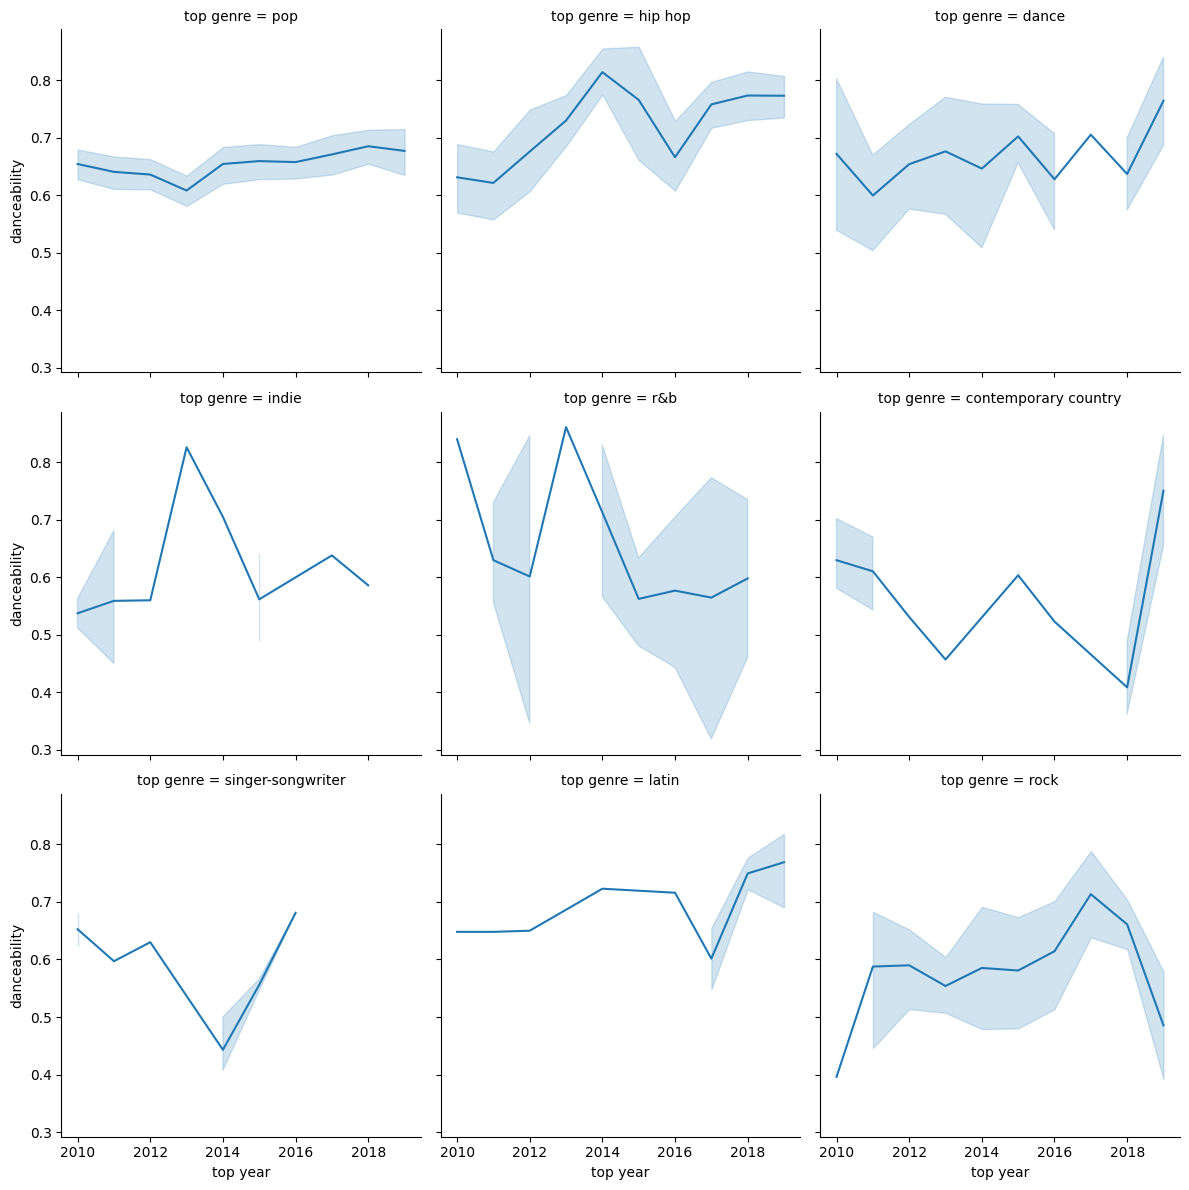 top genre = pop
top genre = hip hop
top genre = dance
danceability
0.8
0.7
0.6
0.5
0.4
0.3
top genre = indie
top genre = r&b
top genre = contemporary country
danceability
0.8
0.7
0.6
0.5
0.4
0.3
top genre = singer-songwriter
top genre = latin
top genre = rock
danceability
0.8
0.7
0.6
0.5
0.4
0.3
2010 2012 2014 2016 2018
2010 2012 2014 2016 2018
2010 2012 2014 2016 2018
top year
top year
top year